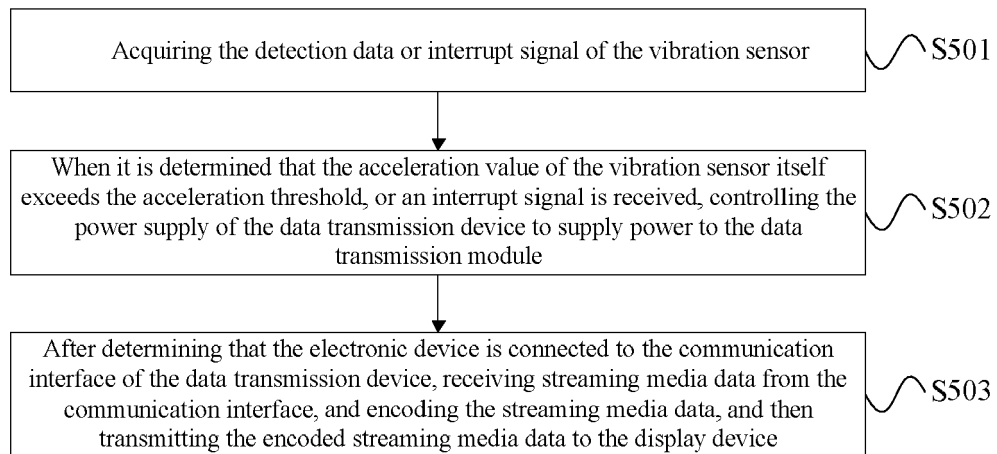 Acquiring the detection data or interrupt signal of the vibration sensor
S501
When it is determined that the acceleration value of the vibration sensor itself
exceeds the acceleration threshold, or an interrupt signal is received, controlling the
power supply of the data transmission device to supply power to the data
transmission module
S502
After determining that the electronic device is connected to the communication
interface of the data transmission device, receiving streaming media data from the
communication interface, and encoding the streaming media data, and then
transmitting the encoded streaming media data to the display device
S503